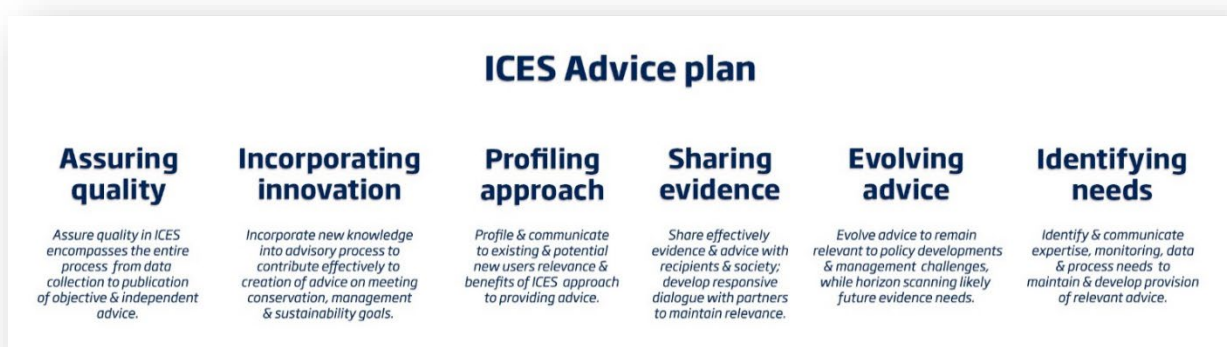 ICES Advice plan
Assuring
quality
Assure quality in ICES
encompasses the entire
process from data
collection to publication
of objective & independent
advice.
Incorporating
innovation
Incorporate new knowledge
into advisory process to
contribute effectively to
creation of advice on meeting
conservation, management
& sustainability goals.
Profiling
approach
Profile & communicate
to existing & potential
new users relevance &
benefits of ICES approach
to providing advice.
Sharing
evidence
Share effectively
evidence & advice with
recipients & society;
develop responsive
dialogue with partners
to maintain relevance.
Evolving
advice
Evolve advice to remain
relevant to policy developments
& management challenges,
while horizon scanning likely
future evidence needs.
Identifying
needs
Identify & communicate
expertise, monitoring, data
& process needs to
maintain & develop provision
of relevant advice.